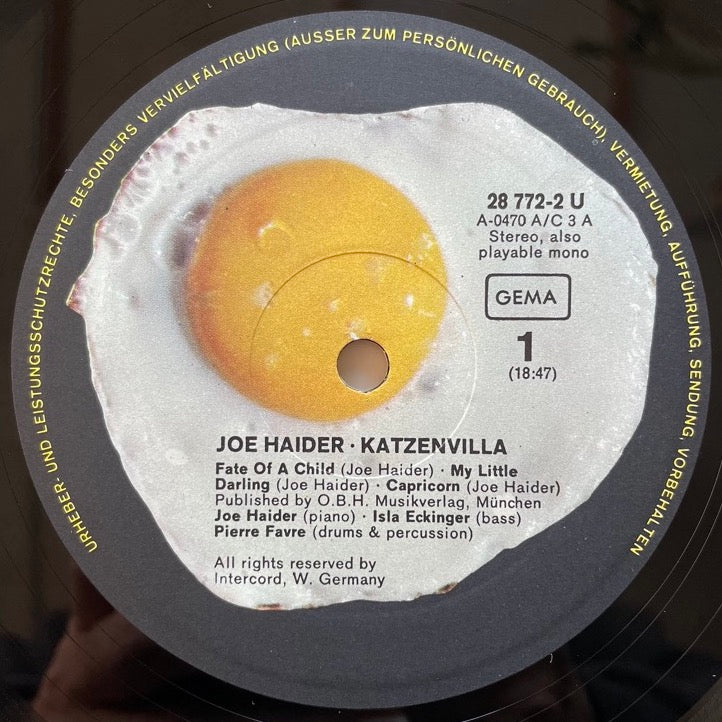 URHEBER- UND LEISTUNGSSCHUTZRECHTE, BESONDERS VERVIELFÄLTIGUNG (AUSSER ZUM PERSÖNLICHEN GEBRAUCH), VERMIETUNG, AUFFÜHRUNG, SENDUNG, VORBEHALTEN
28 772-2 U
A-0470 A/C 3 A
Stereo, also
playable mono
GEMA
1
(18:47)
JOE HAIDER · KATZENVILLA
Fate Of A Child (Joe Haider) · My Little
Darling (Joe Haider) · Capricorn (Joe Haider)
Published by O.B.H. Musikverlag, München
Joe Haider (piano) · Isla Eckinger (bass)
Pierre Favre (drums & percussion)
All rights reserved by
Intercord, W. Germany